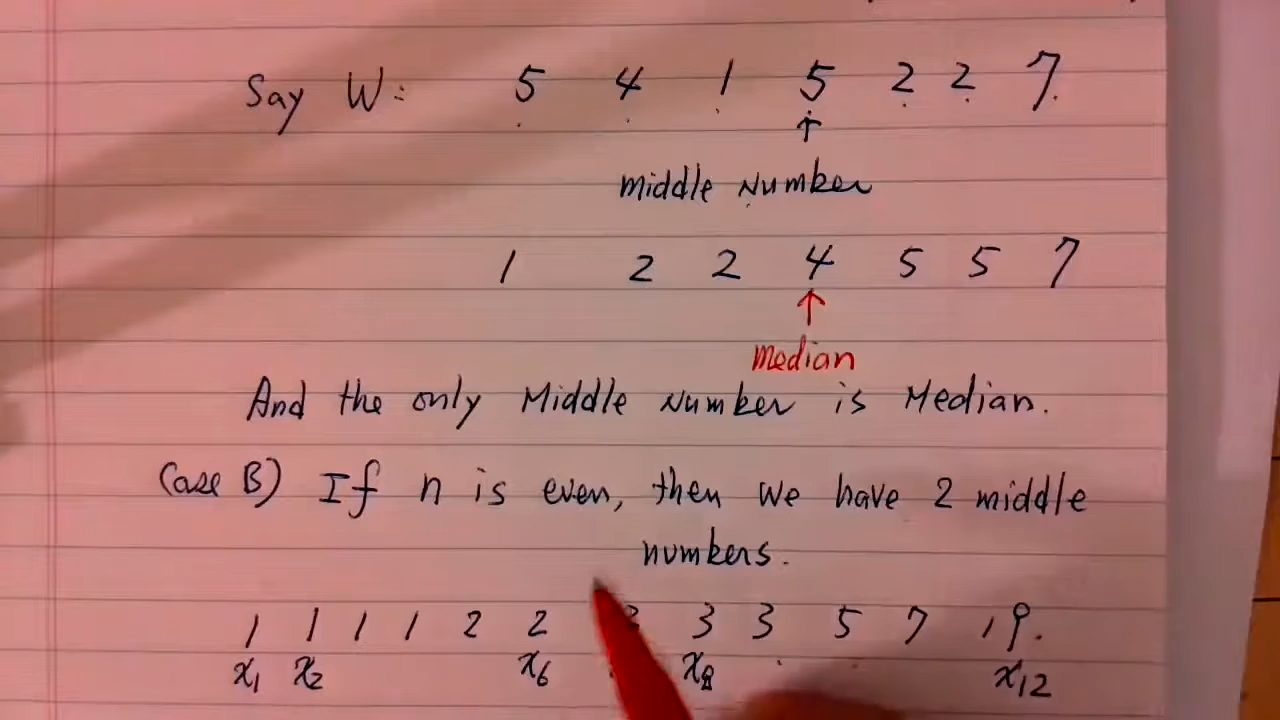 Say W: 5 4 1 5 2 2 7
↑
middle Number
1 2 2 4 5 5 7
↑
Median
And the only Middle Number is Median.
(Case B) If n is even, then we have 2 middle
numbers.
1 1 1 1 2 2 3 3 5 7 19.
x1 x2 x6 x8 x12